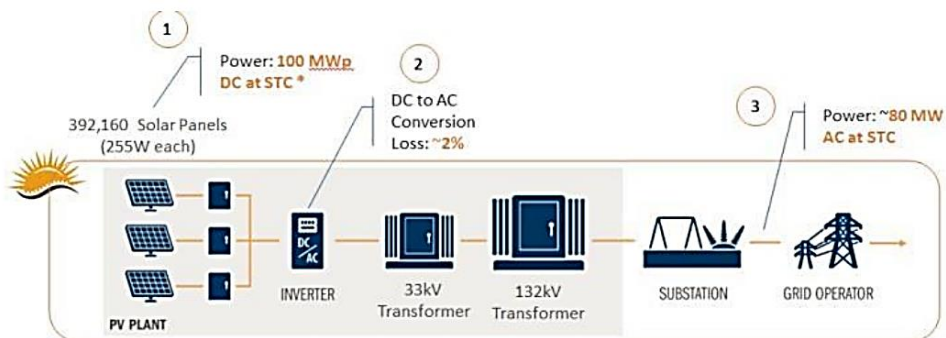 1
Power: 100 MWp
DC at STC *
392,160 Solar Panels
(255W each)
2
DC to AC
Conversion
Loss: ~2%
3
Power: ~80 MW
AC at STC
DC
AC
INVERTER
33kV
Transformer
132kV
Transformer
SUBSTATION
GRID OPERATOR
PV PLANT